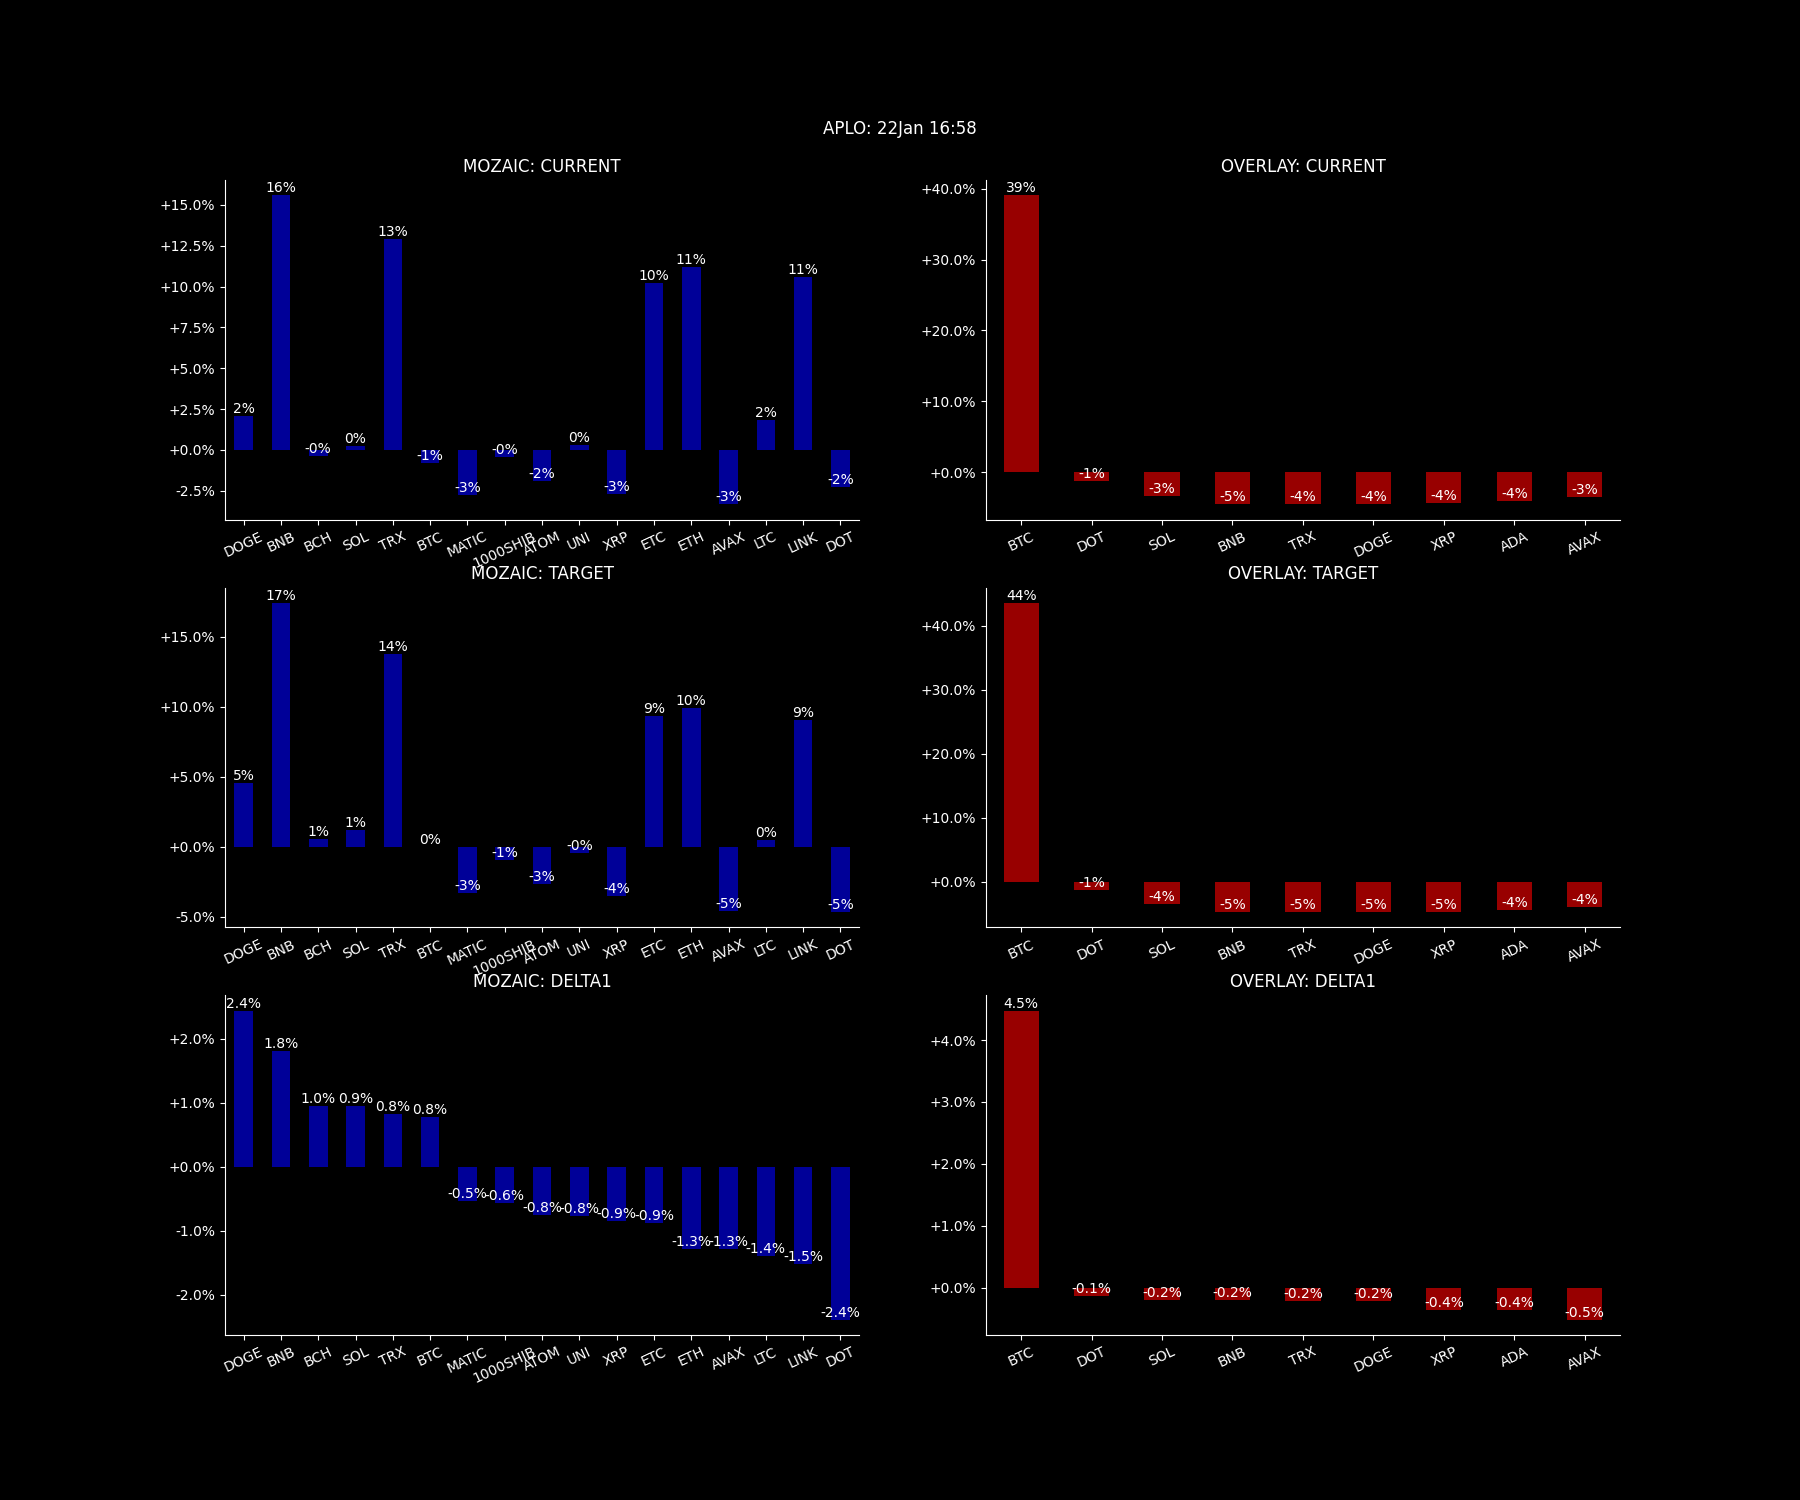 APLO: 22Jan 16:58
MOZAIC: CURRENT
+15.0%
+12.5%
+10.0%
+7.5%
+5.0%
+2.5%
+0.0%
-2.5%
2% 16% -0% 0% 13% -1% -3% -0% -2% 0% -3% 10% 11% -3% 2% 11% -2%
DOGE BNB BCH SOL TRX BTC MATIC 1000SHIB ATOM UNI XRP ETC ETH AVAX LTC LINK DOT
OVERLAY: CURRENT
+40.0%
+30.0%
+20.0%
+10.0%
+0.0%
39% -1% -3% -5% -4% -4% -4% -4% -3%
BTC DOT SOL BNB TRX DOGE XRP ADA AVAX
MOZAIC: TARGET
+15.0%
+10.0%
+5.0%
+0.0%
-5.0%
5% 17% 1% 1% 14% 0% -3% -1% -3% -0% -4% 9% 10% -5% 0% 9% -5%
DOGE BNB BCH SOL TRX BTC MATIC 1000SHIB ATOM UNI XRP ETC ETH AVAX LTC LINK DOT
OVERLAY: TARGET
+40.0%
+30.0%
+20.0%
+10.0%
+0.0%
44% -1% -4% -5% -5% -5% -5% -4% -4%
BTC DOT SOL BNB TRX DOGE XRP ADA AVAX
MOZAIC: DELTA1
+2.0%
+1.0%
+0.0%
-1.0%
-2.0%
2.4% 1.8% 1.0% 0.9% 0.8% 0.8% -0.5% -0.6% -0.8% -0.8% -0.9% -0.9% -1.3% -1.3% -1.4% -1.5% -2.4%
DOGE BNB BCH SOL TRX BTC MATIC 1000SHIB ATOM UNI XRP ETC ETH AVAX LTC LINK DOT
OVERLAY: DELTA1
+4.0%
+3.0%
+2.0%
+1.0%
+0.0%
4.5% -0.1% -0.2% -0.2% -0.2% -0.2% -0.4% -0.4% -0.5%
BTC DOT SOL BNB TRX DOGE XRP ADA AVAX